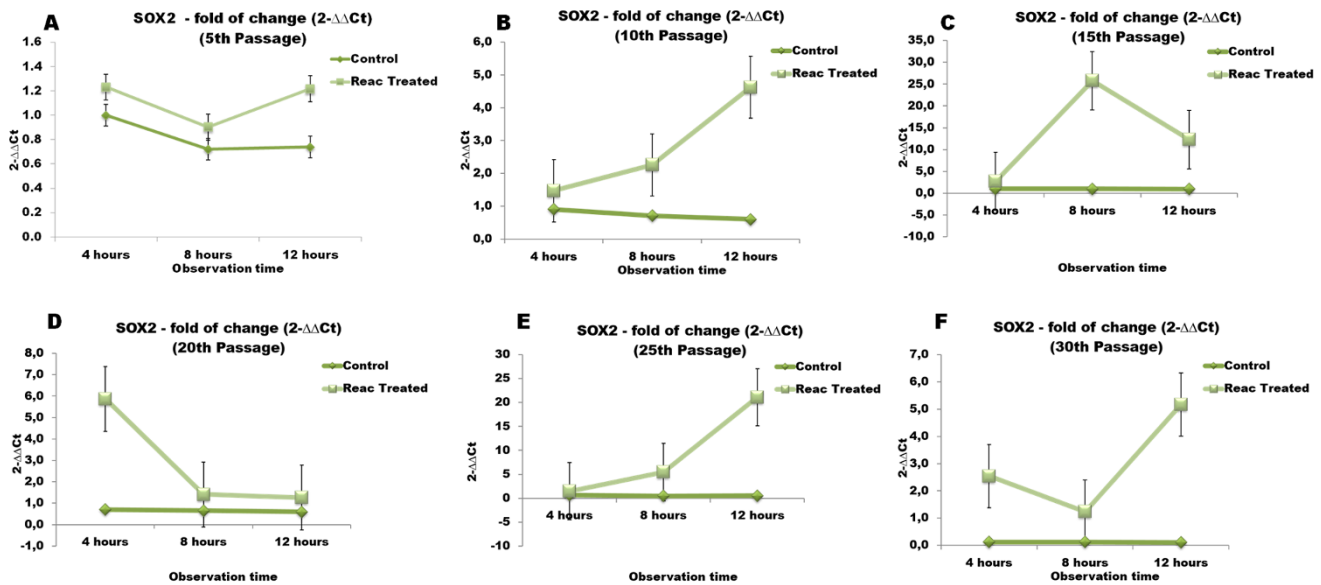 A
SOX2 - fold of change (2-ΔΔCt)
(5th Passage)
1.6
1.4
1.2
1.0
0.8
0.6
0.4
0.2
0.0
2-ΔΔCt
Control
Reac Treated
4 hours 8 hours 12 hours
Observation time
B
SOX2 - fold of change (2-ΔΔCt)
(10th Passage)
6,0
5,0
4,0
3,0
2,0
1,0
0,0
2-ΔΔCt
Control
Reac Treated
4 hours 8 hours 12 hours
Observation time
C
SOX2 - fold of change (2-ΔΔCt)
(15th Passage)
35,0
30,0
25,0
20,0
15,0
10,0
5,0
0,0
-5,0
-10,0
2-ΔΔCt
Control
Reac Treated
4 hours 8 hours 12 hours
Observation time
D
SOX2 - fold of change (2-ΔΔCt)
(20th Passage)
8,0
7,0
6,0
5,0
4,0
3,0
2,0
1,0
0,0
-1,0
2-ΔΔCt
Control
Reac Treated
4 hours 8 hours 12 hours
Observation time
E
SOX2 - fold of change (2-ΔΔCt)
(25th Passage)
30
25
20
15
10
5
0
-5
-10
2-ΔΔCt
Control
Reac Treated
4 hours 8 hours 12 hours
Observation time
F
SOX2 - fold of change (2-ΔΔCt)
(30th Passage)
7,0
6,0
5,0
4,0
3,0
2,0
1,0
0,0
2-ΔΔCt
Control
Reac Treated
4 hours 8 hours 12 hours
Observation time